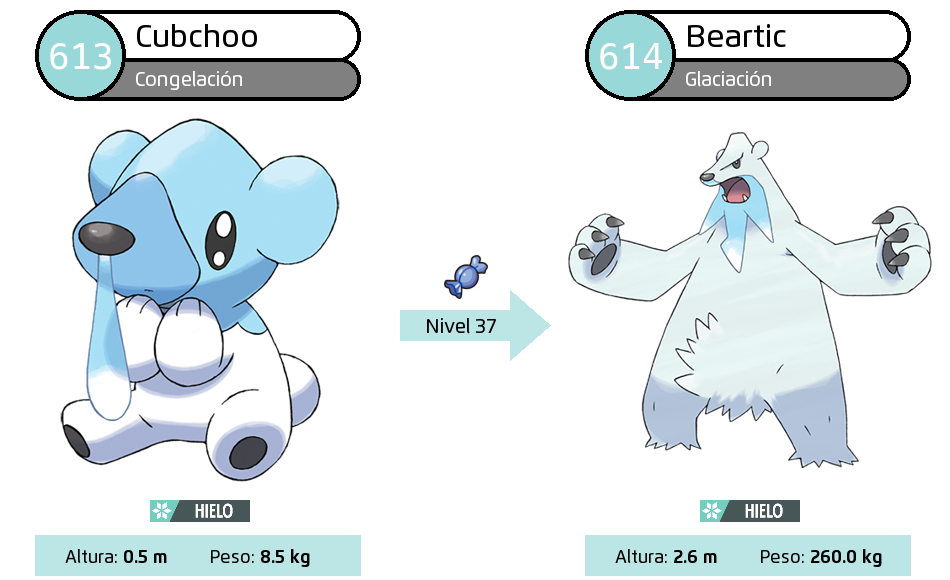 613
Cubchoo
Congelación
614
Beartic
Glaciación
Nivel 37
HIELO
HIELO
Altura: 0.5 m Peso: 8.5 kg
Altura: 2.6 m Peso: 260.0 kg